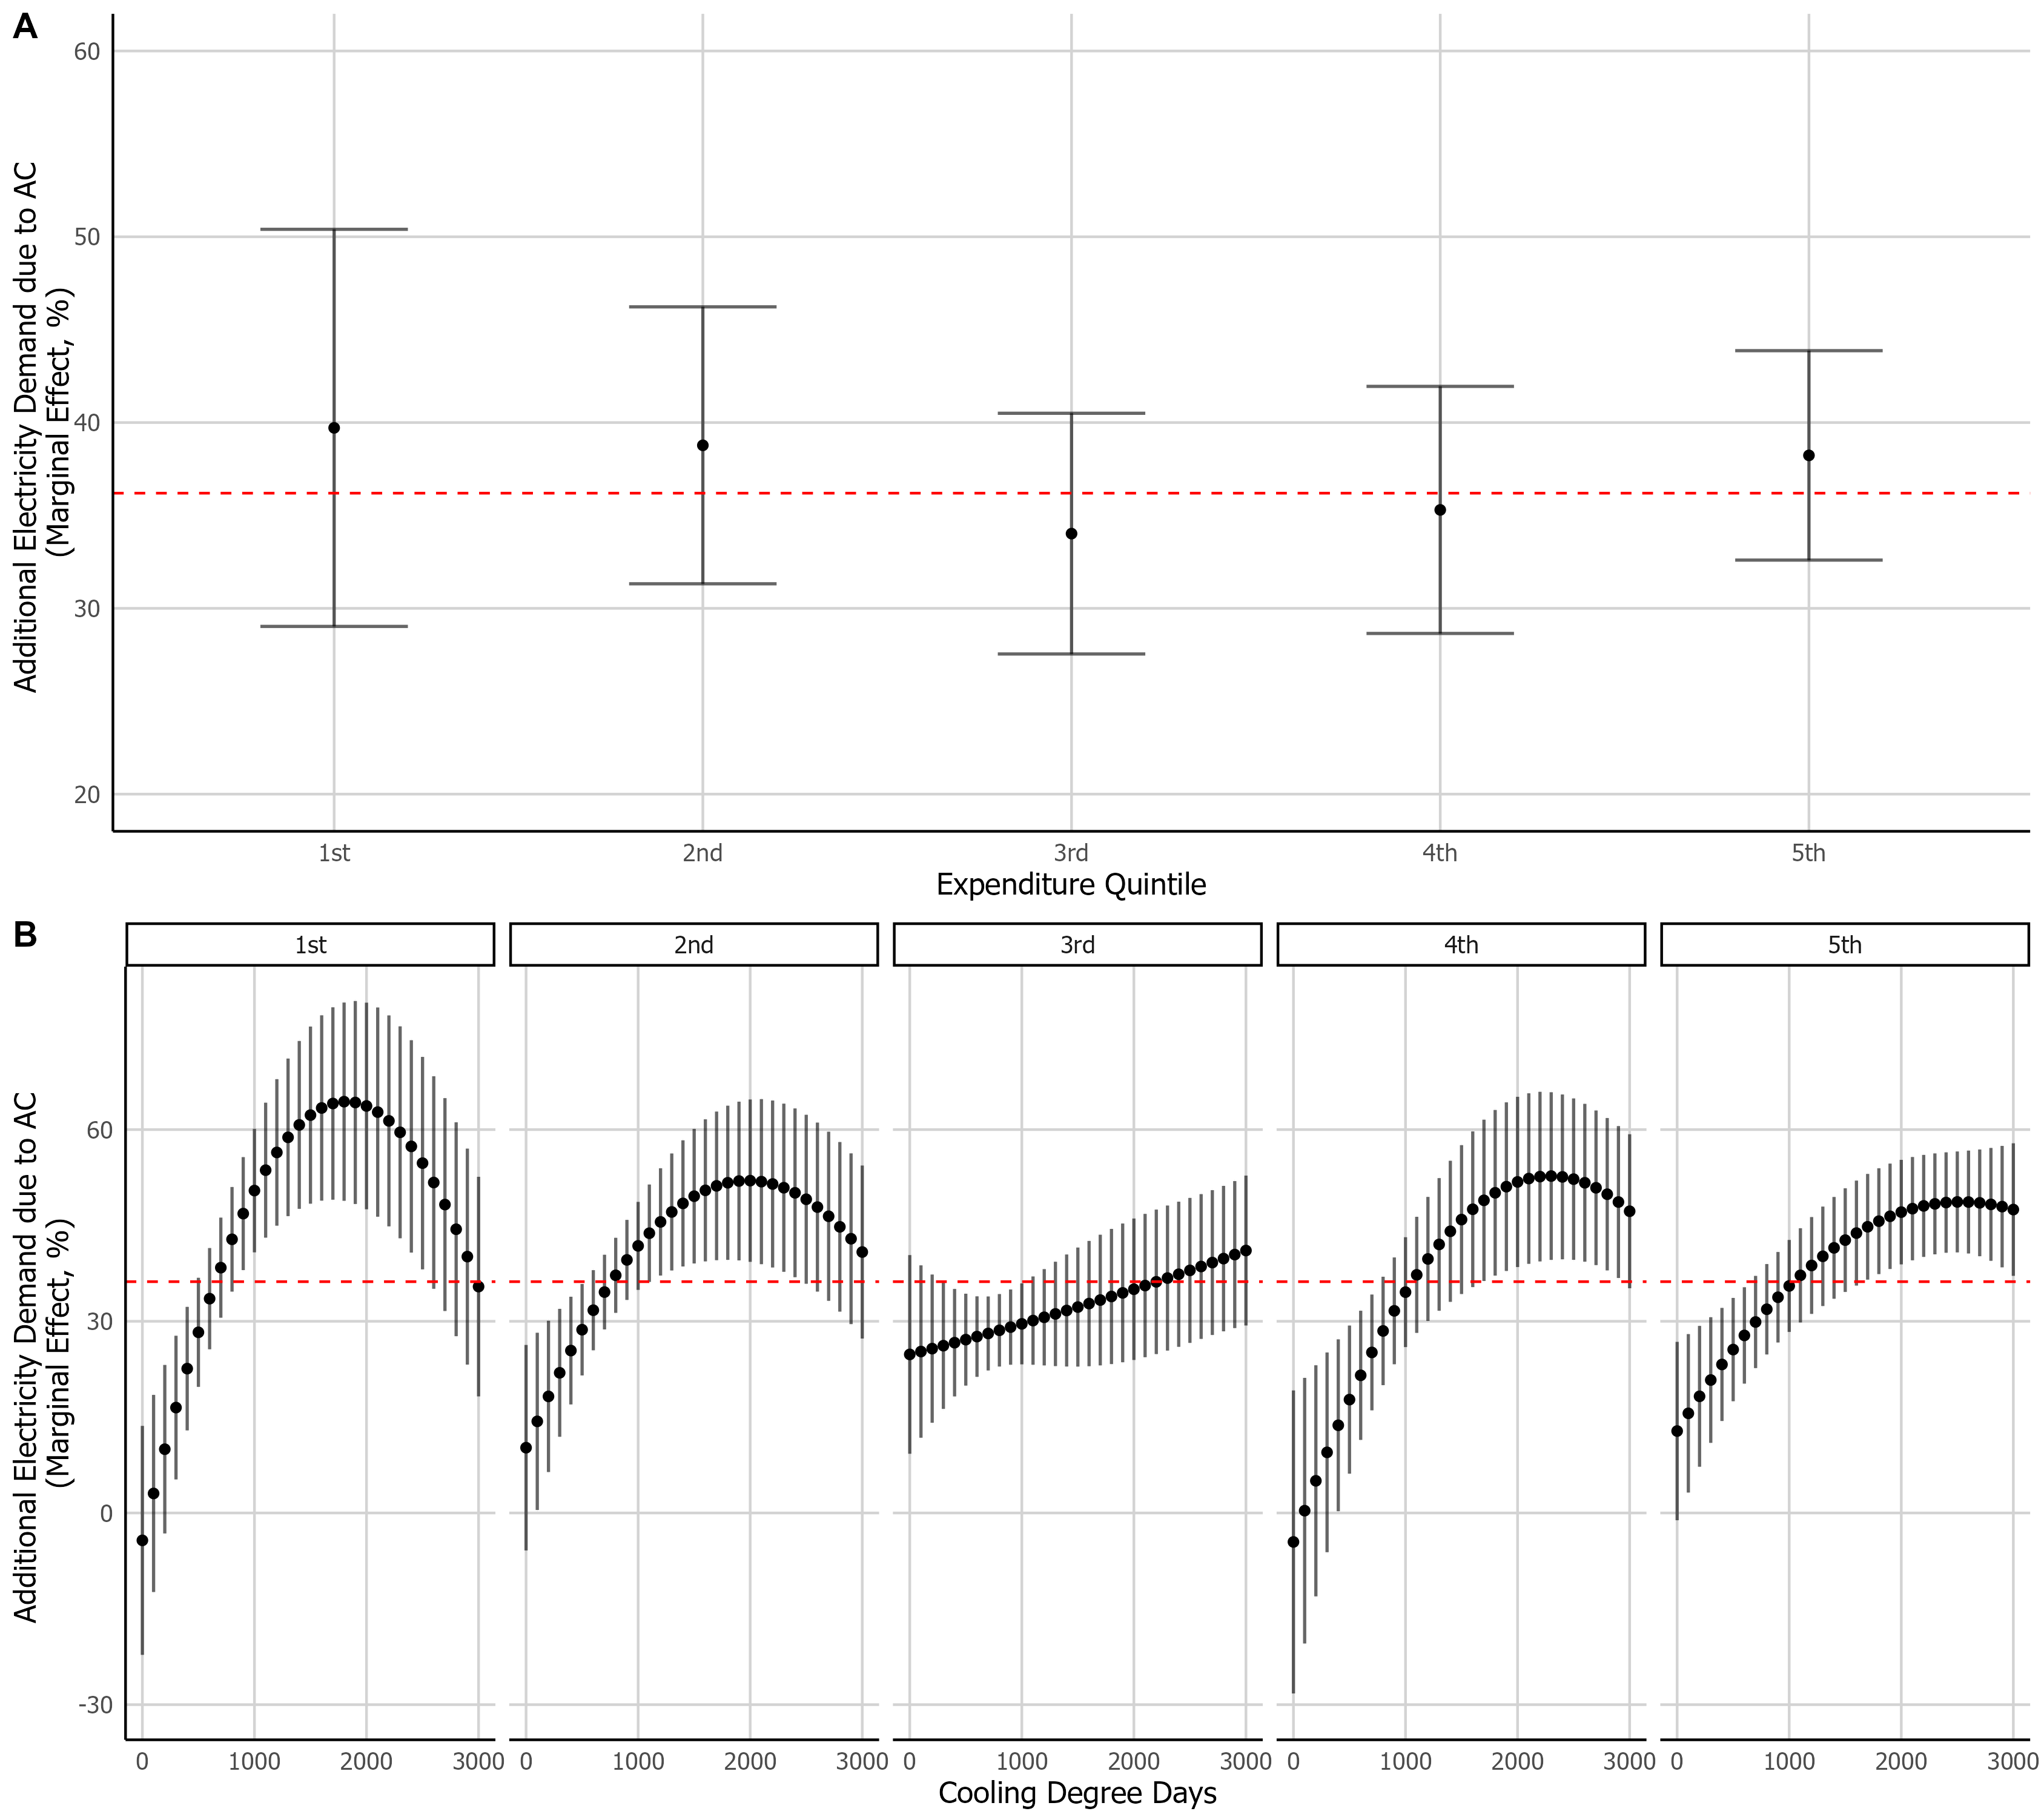 A
Additional Electricity Demand due to AC
(Marginal Effect, %)
60
50
40
30
20
1st 2nd 3rd 4th 5th
Expenditure Quintile
B
1st 2nd 3rd 4th 5th
Additional Electricity Demand due to AC
(Marginal Effect, %)
60
30
0
-30
0 1000 2000 3000 0 1000 2000 3000 0 1000 2000 3000 0 1000 2000 3000 0 1000 2000 3000
Cooling Degree Days